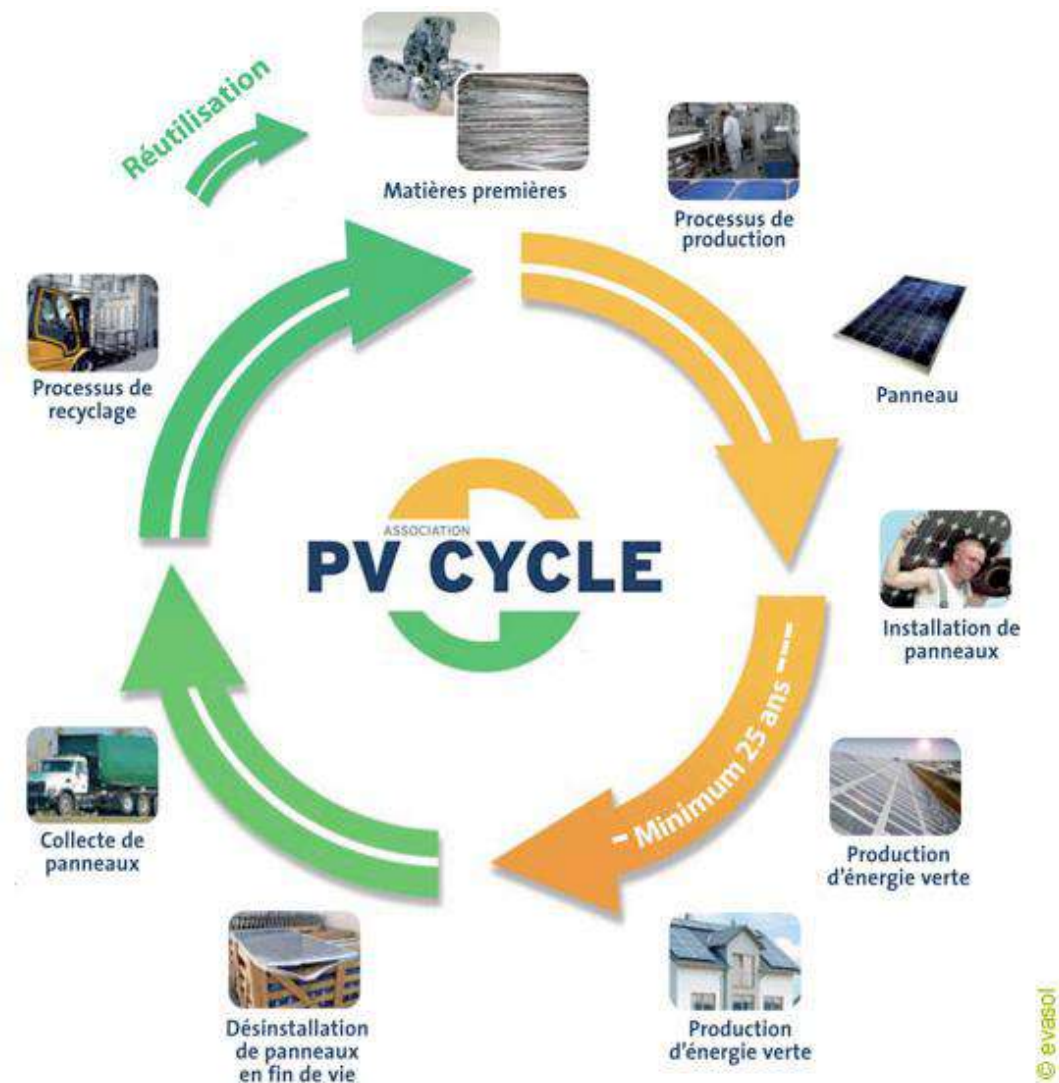 Réutilisation
Matières premières
Processus de
production
Panneau
Installation de
panneaux
Minimum 25 ans
Production
d'énergie verte
Production
d'énergie verte
Désinstallation
de panneaux
en fin de vie
Collecte de
panneaux
Processus de
recyclage
ASSOCIATION
PV CYCLE
© evasol